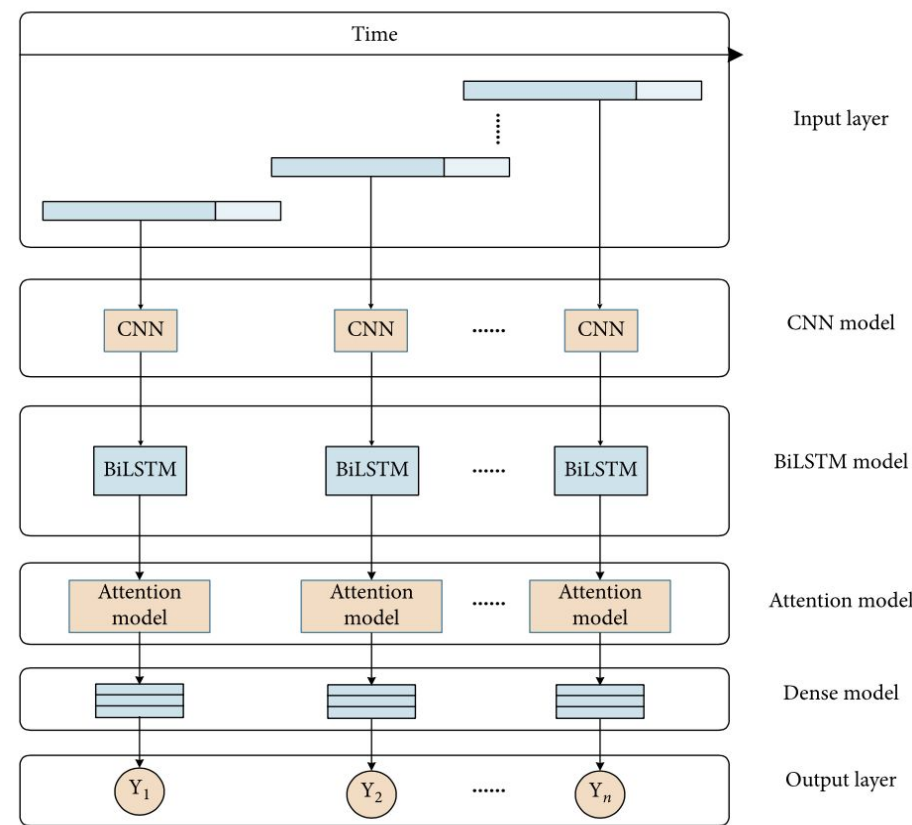 Time
Input layer
CNN
CNN
......
CNN
CNN model
BiLSTM
BiLSTM
......
BiLSTM
BiLSTM model
Attention
model
Attention
model
......
Attention
model
Attention model
Dense model
Y₁
Y₂
......
Yₙ
Output layer